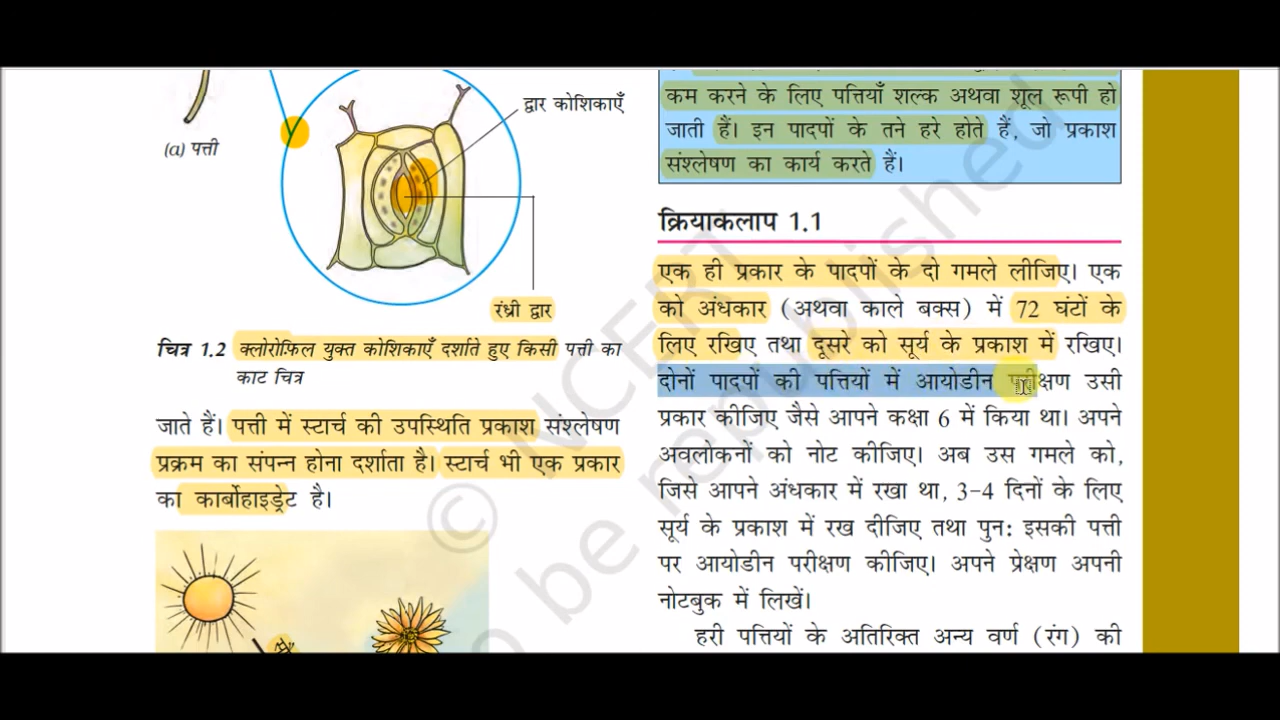 द्वार कोशिकाएँ
(a) पत्ती
रंध्री द्वार
चित्र 1.2 क्लोरोफ़िल युक्त कोशिकाएँ दर्शाते हुए किसी पत्ती का
काट चित्र
जाते हैं। पत्ती में स्टार्च की उपस्थिति प्रकाश संश्लेषण
प्रक्रम का संपन्न होना दर्शाता है। स्टार्च भी एक प्रकार
का कार्बोहाइड्रेट है।
कम करने के लिए पत्तियाँ शल्क अथवा शूल रूपी हो
जाती हैं। इन पादपों के तने हरे होते हैं, जो प्रकाश
संश्लेषण का कार्य करते हैं।
क्रियाकलाप 1.1
एक ही प्रकार के पादपों के दो गमले लीजिए। एक
को अंधकार (अथवा काले बक्स) में 72 घंटों के
लिए रखिए तथा दूसरे को सूर्य के प्रकाश में रखिए।
दोनों पादपों की पत्तियों में आयोडीन परीक्षण उसी
प्रकार कीजिए जैसे आपने कक्षा 6 में किया था। अपने
अवलोकनों को नोट कीजिए। अब उस गमले को,
जिसे आपने अंधकार में रखा था, 3-4 दिनों के लिए
सूर्य के प्रकाश में रख दीजिए तथा पुन: इसकी पत्ती
पर आयोडीन परीक्षण कीजिए। अपने प्रेक्षण अपनी
नोटबुक में लिखें।
हरी पत्तियों के अतिरिक्त अन्य वर्ण (रंग) की
© NCERT
o be republished